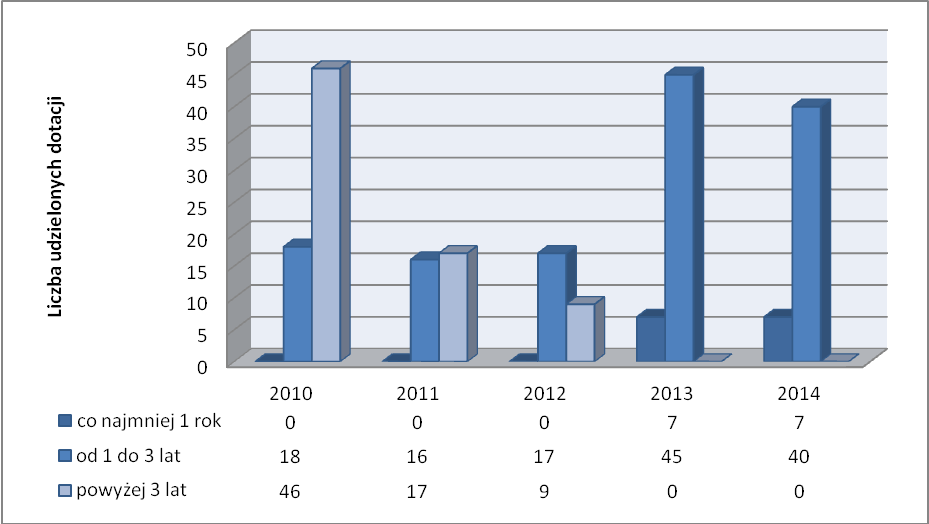 Liczba udzielonych dotacji
50
45
40
35
30
25
20
15
10
5
0
2010 2011 2012 2013 2014
co najmniej 1 rok 0 0 0 7 7
od 1 do 3 lat 18 16 17 45 40
powyżej 3 lat 46 17 9 0 0